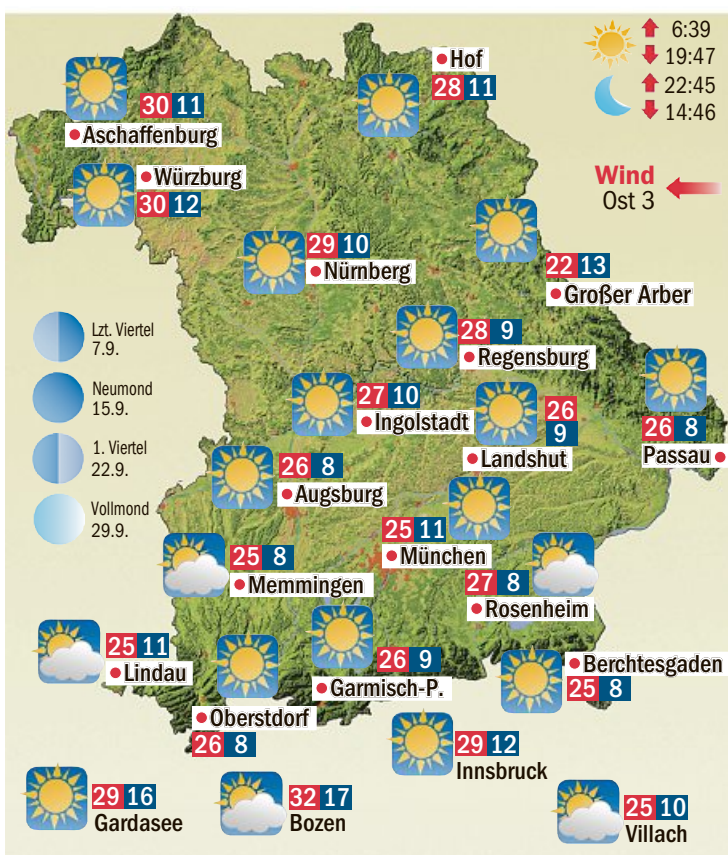 6:39
19:47
22:45
14:46
Wind
Ost 3
Hof
28 11
30 11
Aschaffenburg
Würzburg
30 12
29 10
Nürnberg
22 13
Großer Arber
Lzt. Viertel
7.9.
Neumond
15.9.
1. Viertel
22.9.
Vollmond
29.9.
28 9
Regensburg
27 10
Ingolstadt
26
9
Landshut
26 8
Passau
26 8
Augsburg
25 11
München
25 8
Memmingen
27 8
Rosenheim
25 11
Lindau
26 9
Garmisch-P.
Berchtesgaden
25 8
Oberstdorf
26 8
29 12
Innsbruck
29 16
Gardasee
32 17
Bozen
25 10
Villach